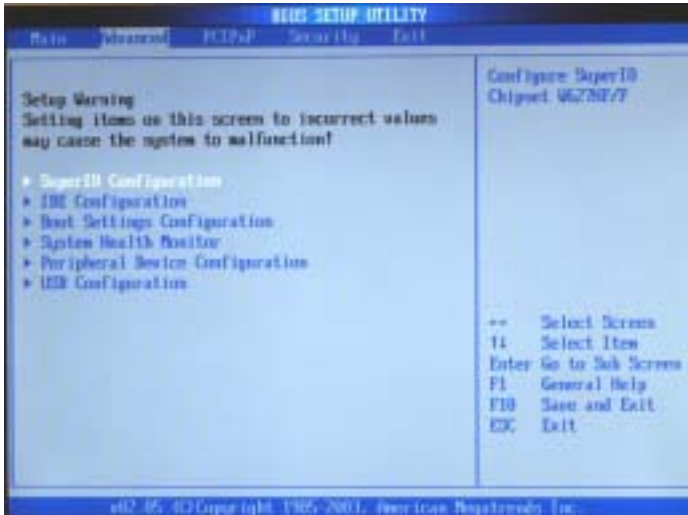 BIOS SETUP UTILITY
Main Advanced PCIPnP Security Exit
Setup Warning
Setting items on this screen to incorrect values
may cause the system to malfunction!
SuperIO Configuration
IDE Configuration
Boot Settings Configuration
System Health Monitor
Peripheral Device Configuration
USB Configuration
Configure SuperIO
Chipset
Select Screen
↑↓ Select Item
Enter Go to Sub Screen
F1 General Help
F10 Save and Exit
ESC Exit
v02.05 (C)Copyright 1985-2003, American Megatrends Inc.